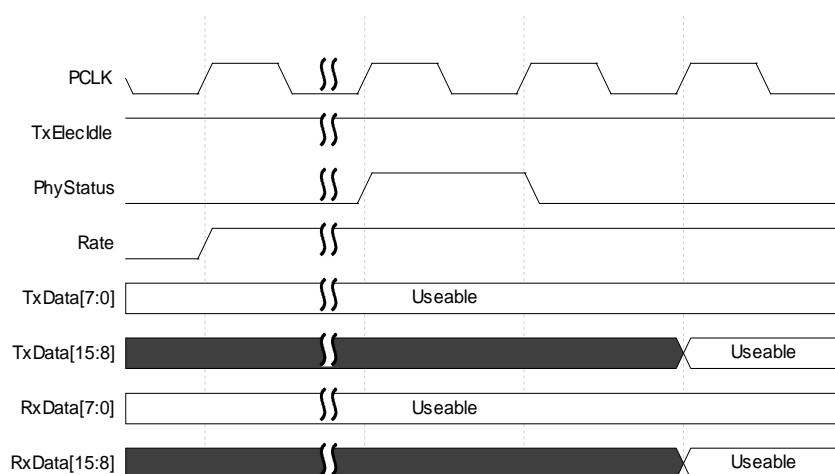 PCLK
TxElecIdle
PhyStatus
Rate
TxData[7:0] Useable
TxData[15:8] Useable
RxData[7:0] Useable
RxData[15:8] Useable